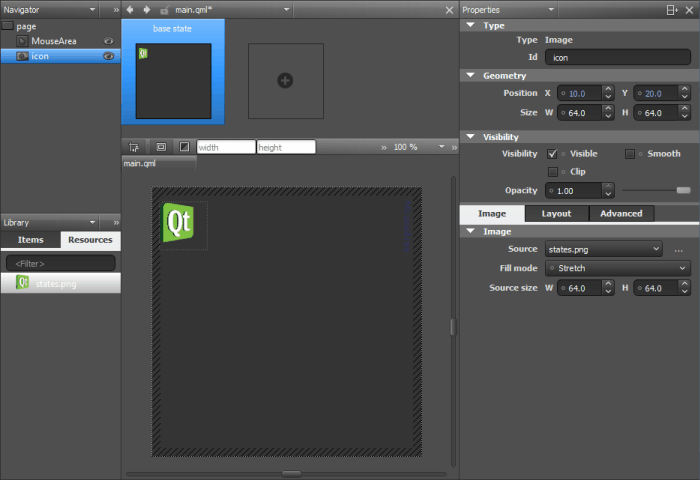 Navigator
page
MouseArea
icon
Library
Items
Resources
<Filter>
states.png
main.qml*
base state
width
height
100 %
main.qml
Qt
Properties
Type
Type Image
Id icon
Geometry
Position X 10.0 Y 20.0
Size W 64.0 H 64.0
Visibility
Visibility Visible Smooth
Clip
Opacity 1.00
Image Layout Advanced
Image
Source states.png ...
Fill mode Stretch
Source size W 64.0 H 64.0